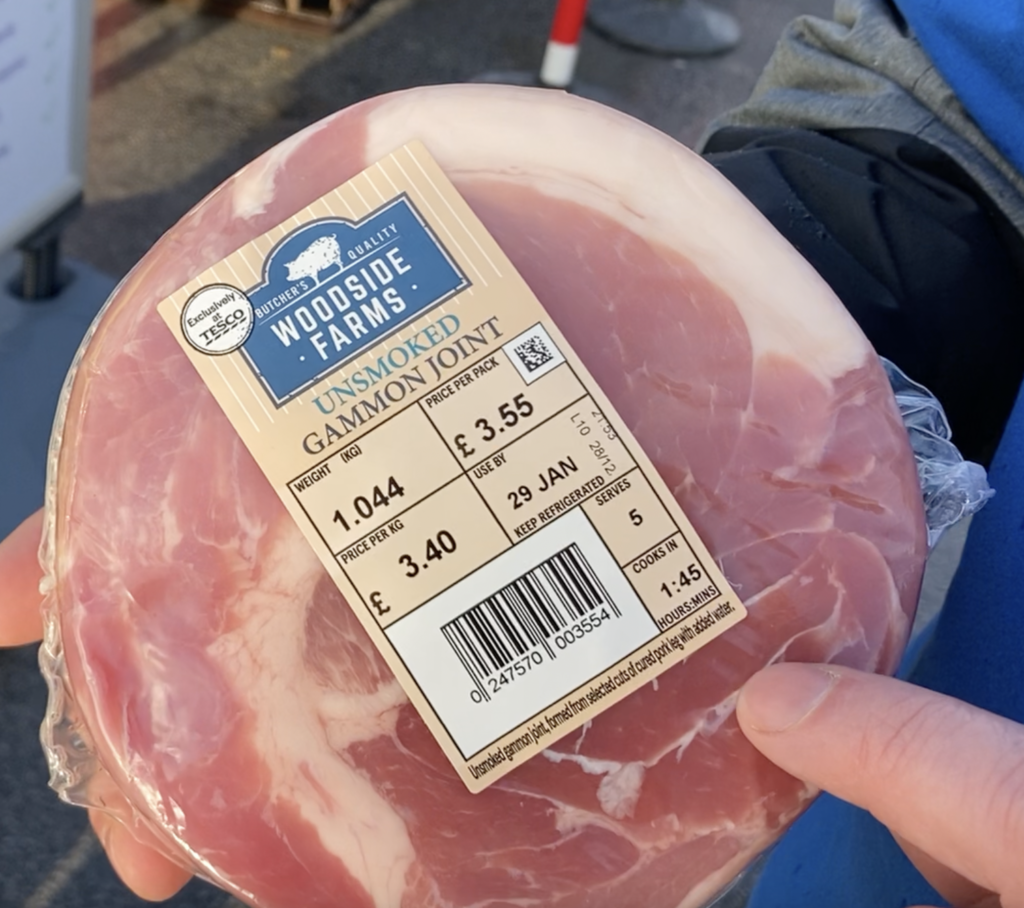 Exclusively
at
TESCO
BUTCHER'S QUALITY
WOODSIDE
· FARMS ·
UNSMOKED
GAMMON JOINT
WEIGHT (KG)
1.044
PRICE PER PACK
£ 3.55
PRICE PER KG
£ 3.40
USE BY
29 JAN
KEEP REFRIGERATED
21:53
L10 28/12
SERVES
5
COOKS IN
1:45
HOURS:MINS
0 247570 003554
Unsmoked gammon joint, formed from selected cuts of cured pork leg with added water.